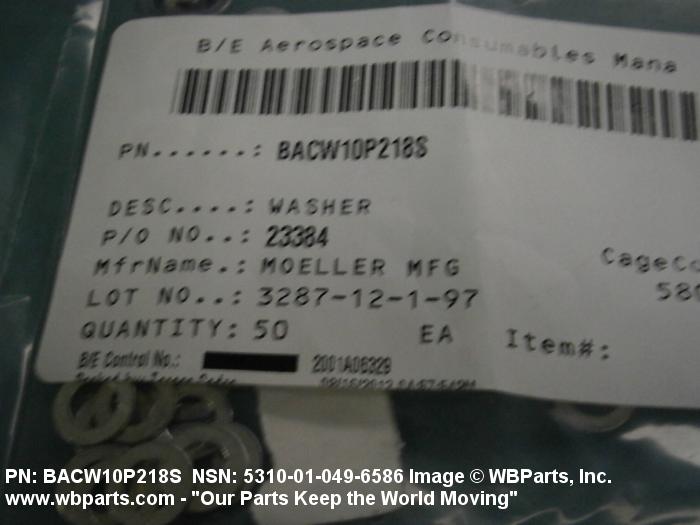 B/E Aerospace Consumables Mana
PN......: BACW10P218S
DESC....: WASHER
P/O NO..: 23384
MfrName.: MOELLER MFG
CageCo
LOT NO..: 3287-12-1-97
580
QUANTITY: 50 EA Item#:
B/E Control No.: 2001A06329
PN: BACW10P218S NSN: 5310-01-049-6586 Image © WBParts, Inc.
www.wbparts.com - "Our Parts Keep the World Moving"